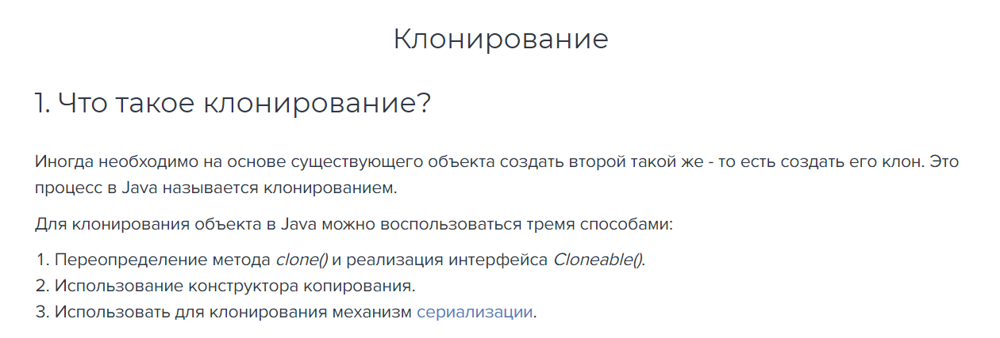 Клонирование
1. Что такое клонирование?
Иногда необходимо на основе существующего объекта создать второй такой же - то есть создать его клон. Это
процесс в Java называется клонированием.
Для клонирования объекта в Java можно воспользоваться тремя способами:
1. Переопределение метода clone() и реализация интерфейса Cloneable().
2. Использование конструктора копирования.
3. Использовать для клонирования механизм сериализации.